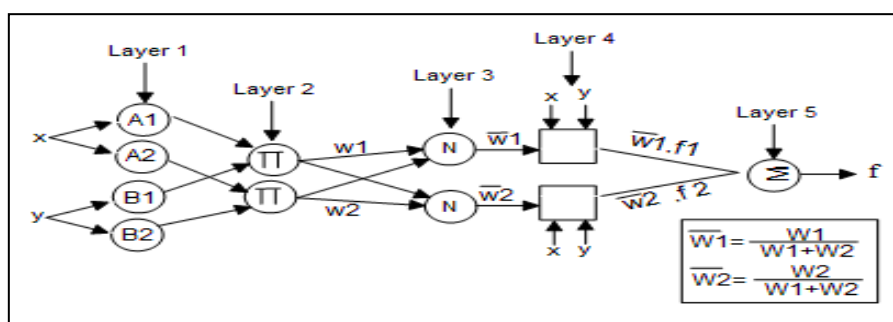 Layer 1
Layer 2
Layer 3
Layer 4
Layer 5
x
y
A1
A2
B1
B2
∏
∏
w1
w2
N
N
w̅1
w̅2
x y
x y
w̅1.f1
w̅2 .f 2
Σ
f
W̅1= W1 / W1+W2
W̅2= W2 / W1+W2